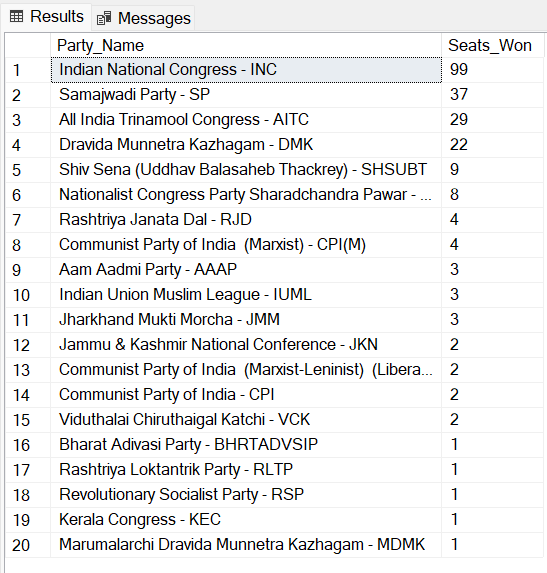 Results Messages
Party_Name Seats_Won
1 Indian National Congress - INC 99
2 Samajwadi Party - SP 37
3 All India Trinamool Congress - AITC 29
4 Dravida Munnetra Kazhagam - DMK 22
5 Shiv Sena (Uddhav Balasaheb Thackrey) - SHSUBT 9
6 Nationalist Congress Party Sharadchandra Pawar - ... 8
7 Rashtriya Janata Dal - RJD 4
8 Communist Party of India  (Marxist) - CPI(M) 4
9 Aam Aadmi Party - AAAP 3
10 Indian Union Muslim League - IUML 3
11 Jharkhand Mukti Morcha - JMM 3
12 Jammu & Kashmir National Conference - JKN 2
13 Communist Party of India  (Marxist-Leninist)  (Libera... 2
14 Communist Party of India - CPI 2
15 Viduthalai Chiruthaigal Katchi - VCK 2
16 Bharat Adivasi Party - BHRTADVSIP 1
17 Rashtriya Loktantrik Party - RLTP 1
18 Revolutionary Socialist Party - RSP 1
19 Kerala Congress - KEC 1
20 Marumalarchi Dravida Munnetra Kazhagam - MDMK 1